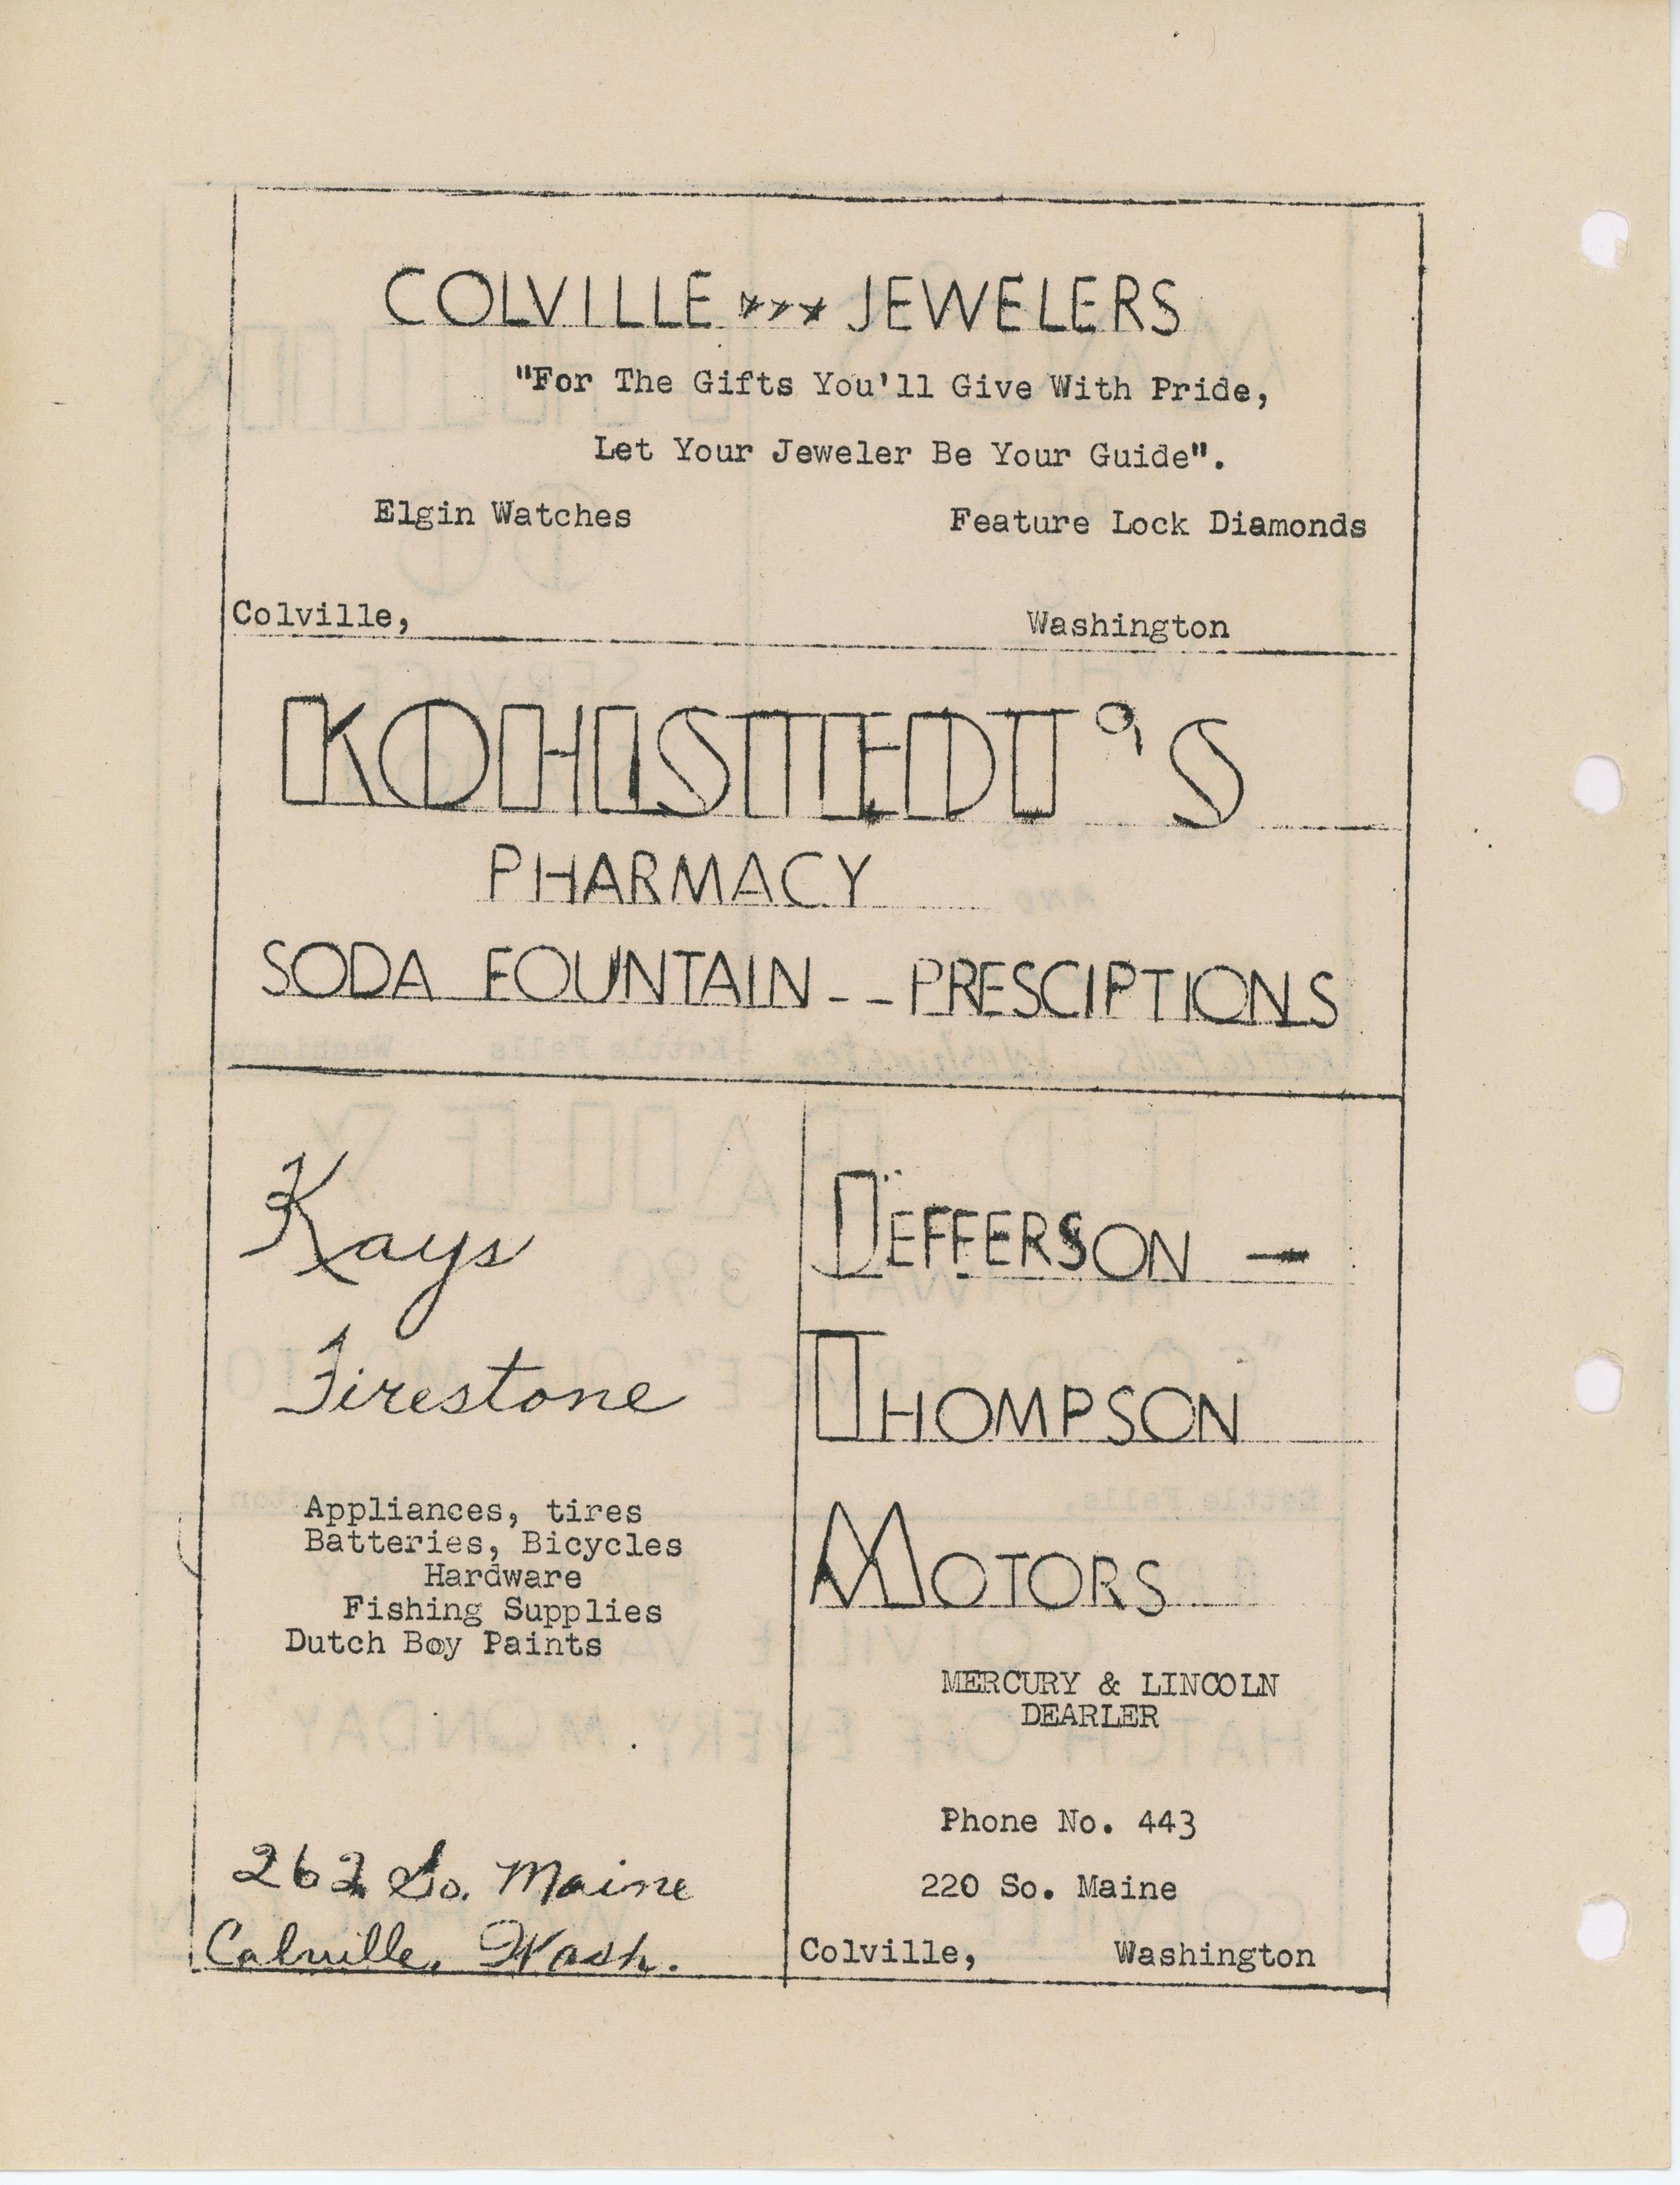 COLVILLE *** JEWELERS
"For The Gifts You'll Give With Pride,
Let Your Jeweler Be Your Guide".
Elgin Watches Feature Lock Diamonds
Colville, Washington
KOHLSTEDT'S
PHARMACY
SODA FOUNTAIN -- PRESCIPTIONS
Kays
Firestone
Appliances, tires
Batteries, Bicycles
Hardware
Fishing Supplies
Dutch Boy Paints
262 So. Maine
Colville, Wash.
JEFFERSON -
THOMPSON
MOTORS
MERCURY & LINCOLN
DEARLER
Phone No. 443
220 So. Maine
Colville, Washington